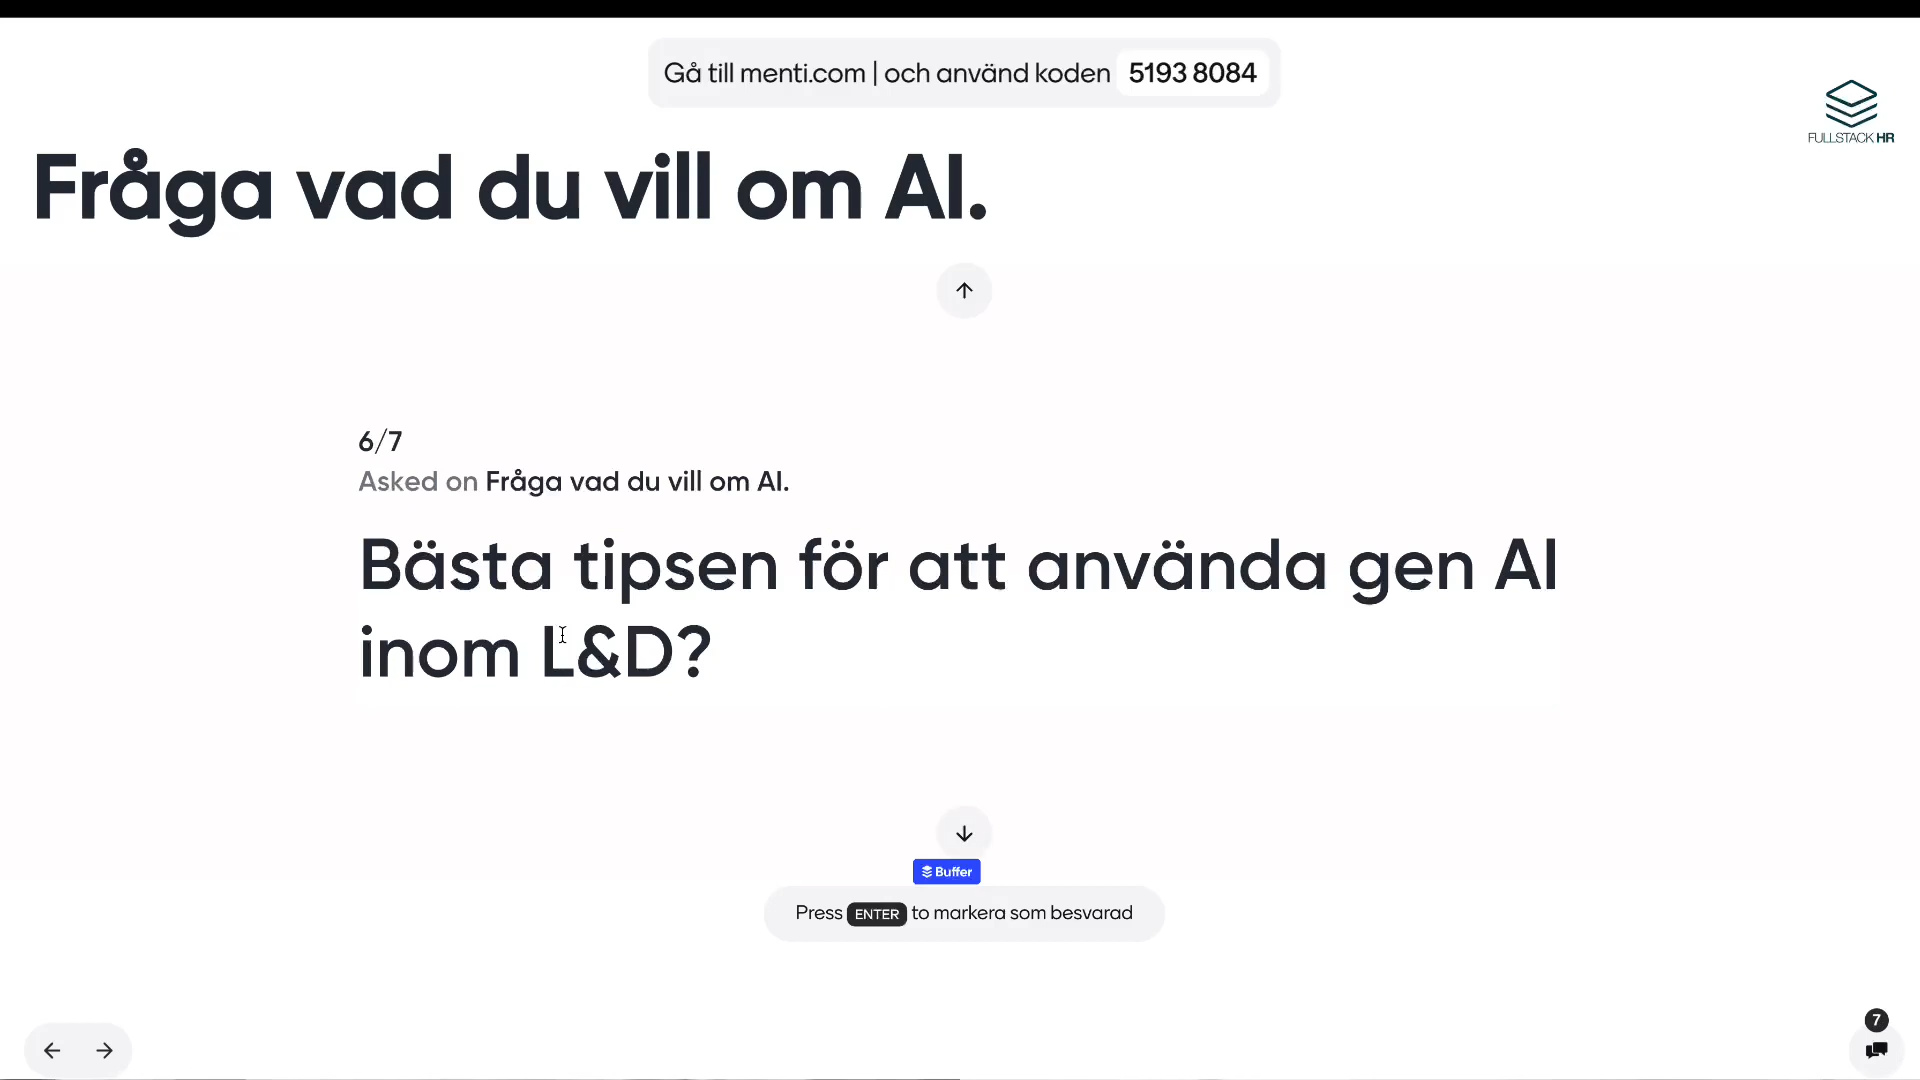 Gå till menti.com | och använd koden 5193 8084
FULLSTACK HR
Fråga vad du vill om AI.
6/7
Asked on Fråga vad du vill om AI.
Bästa tipsen för att använda gen AI
inom L&D?
Buffer
Press ENTER to markera som besvarad
7